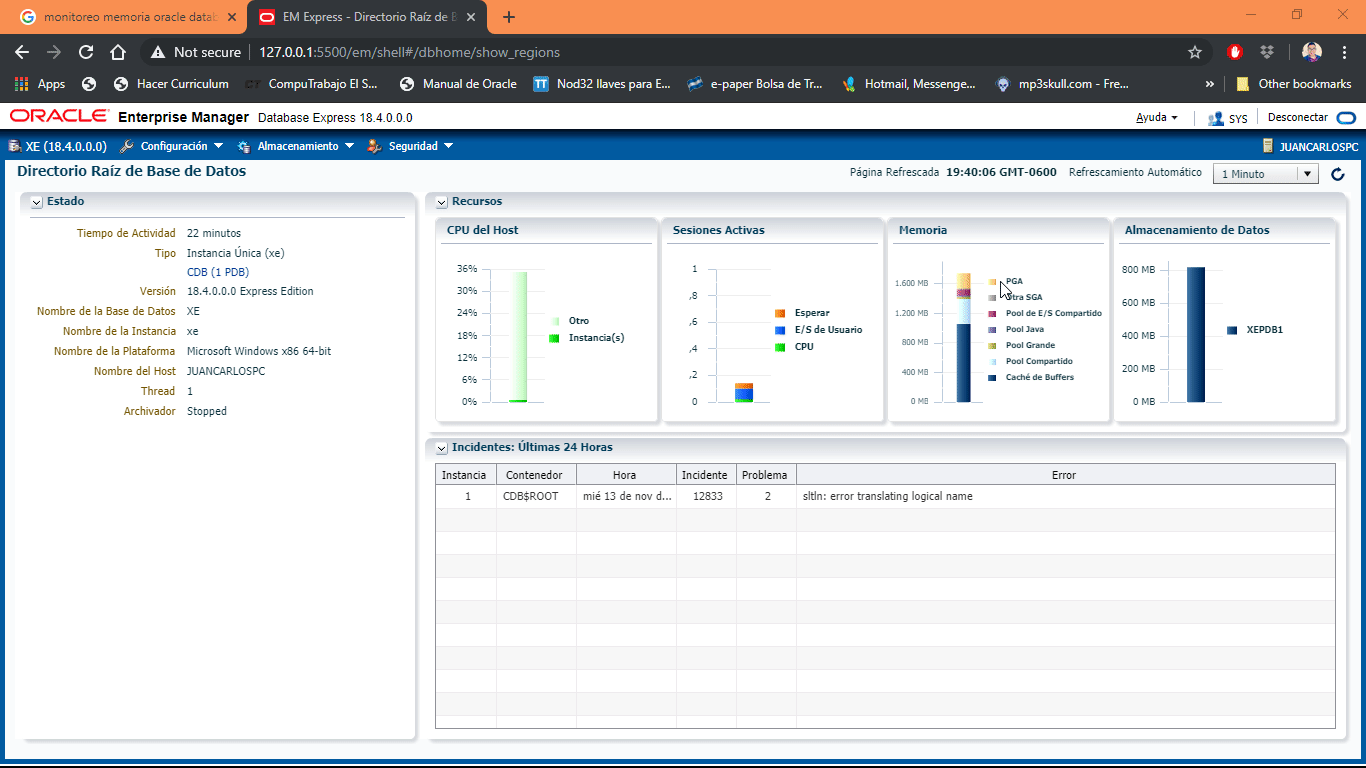 monitoreo memoria oracle datab
EM Express - Directorio Raíz de B
Not secure
127.0.0.1:5500/em/shell#/dbhome/show_regions
Apps
Hacer Curriculum
CT
CompuTrabajo El S...
Manual de Oracle
TT
Nod32 llaves para E...
e-paper Bolsa de Tr...
Hotmail, Messenge...
mp3skull.com - Fre...
»
Other bookmarks
ORACLE Enterprise Manager Database Express 18.4.0.0.0
Ayuda
SYS
Desconectar
XE (18.4.0.0.0)
Configuración
Almacenamiento
Seguridad
JUANCARLOSPC
Directorio Raíz de Base de Datos
Página Refrescada 19:40:06 GMT-0600
Refrescamiento Automático
1 Minuto
Estado
Tiempo de Actividad 22 minutos
Tipo Instancia Única (xe)
CDB (1 PDB)
Versión 18.4.0.0.0 Express Edition
Nombre de la Base de Datos XE
Nombre de la Instancia xe
Nombre de la Plataforma Microsoft Windows x86 64-bit
Nombre del Host JUANCARLOSPC
Thread 1
Archivador Stopped
Recursos
CPU del Host
36%
30%
24%
18%
12%
6%
0%
Otro
Instancia(s)
Sesiones Activas
1
,8
,6
,4
,2
0
Esperar
E/S de Usuario
CPU
Memoria
1.600 MB
1.200 MB
800 MB
400 MB
0 MB
PGA
Otra SGA
Pool de E/S Compartido
Pool Java
Pool Grande
Pool Compartido
Caché de Buffers
Almacenamiento de Datos
800 MB
600 MB
400 MB
200 MB
0 MB
XEPDB1
Incidentes: Últimas 24 Horas
Instancia Contenedor Hora Incidente Problema Error
1 CDB$ROOT mié 13 de nov d... 12833 2 sltln: error translating logical name